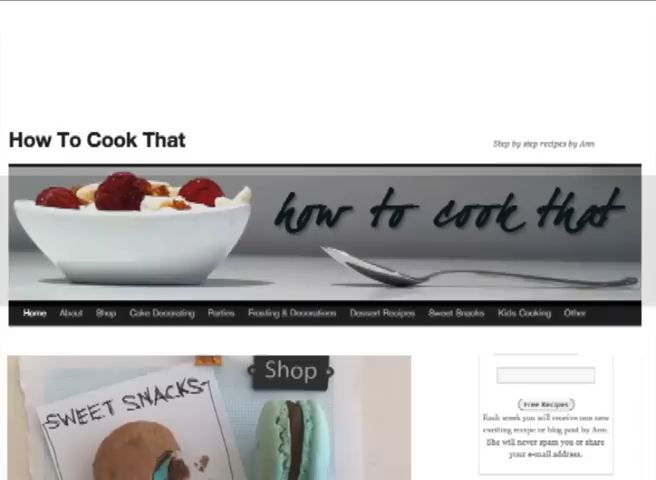 How To Cook That
Step by step recipes by Ann
how to cook that
Home About Shop Cake Decorating Parties Frosting & Decorations Dessert Recipes Sweet Snacks Kids Cooking Other
Shop
SWEET SNACKS
Free Recipes
Each week you will receive one new
exciting recipe or blog post by Ann.
She will never spam you or share
your e-mail address.